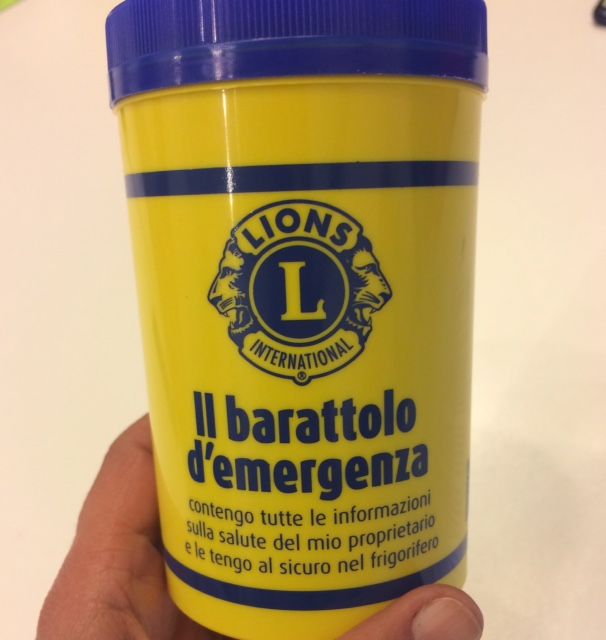 LIONS
L
INTERNATIONAL
®
Il barattolo
d'emergenza
contengo tutte le informazioni
sulla salute del mio proprietario
e le tengo al sicuro nel frigorifero